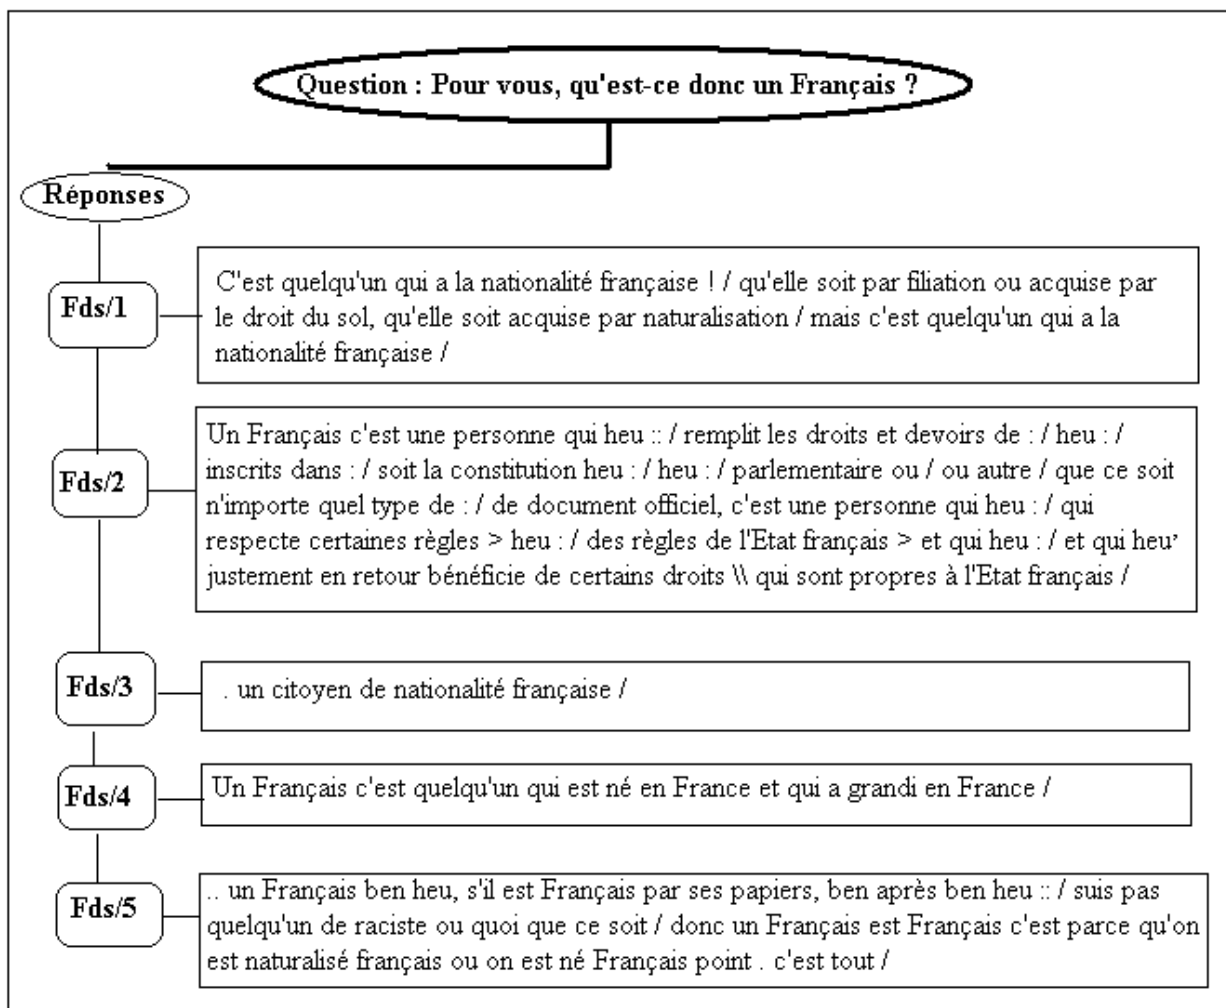 Question : Pour vous, qu'est-ce donc un Français ?
Réponses
Fds/1
C'est quelqu'un qui a la nationalité française ! / qu'elle soit par filiation ou acquise par
le droit du sol, qu'elle soit acquise par naturalisation / mais c'est quelqu'un qui a la
nationalité française /
Fds/2
Un Français c'est une personne qui heu :: / remplit les droits et devoirs de : / heu : /
inscrits dans : / soit la constitution heu : / heu : / parlementaire ou / ou autre / que ce soit
n'importe quel type de : / de document officiel, c'est une personne qui heu : / qui
respecte certaines règles > heu : / des règles de l'Etat français > et qui heu : / et qui heu,
justement en retour bénéficie de certains droits \\ qui sont propres à l'Etat français /
Fds/3
. un citoyen de nationalité française /
Fds/4
Un Français c'est quelqu'un qui est né en France et qui a grandi en France /
Fds/5
.. un Français ben heu, s'il est Français par ses papiers, ben après ben heu :: / suis pas
quelqu'un de raciste ou quoi que ce soit / donc un Français est Français c'est parce qu'on
est naturalisé français ou on est né Français point . c'est tout /